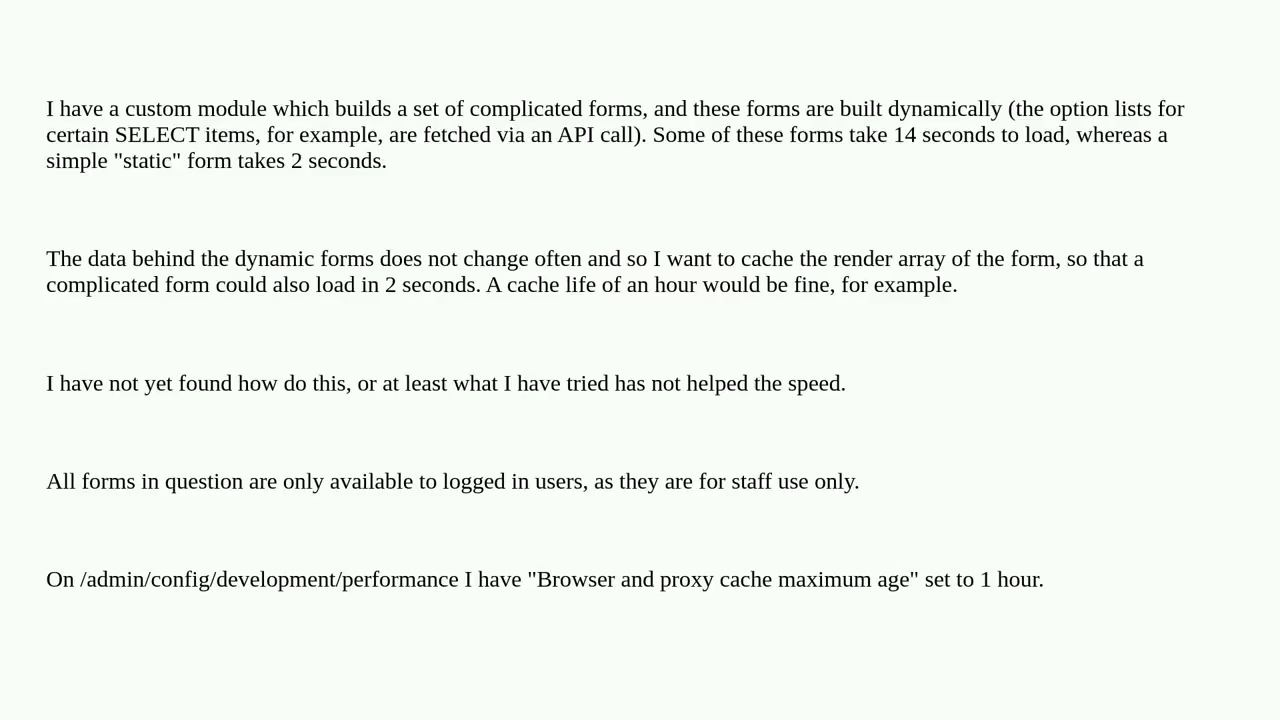 I have a custom module which builds a set of complicated forms, and these forms are built dynamically (the option lists for
certain SELECT items, for example, are fetched via an API call). Some of these forms take 14 seconds to load, whereas a
simple "static" form takes 2 seconds.
The data behind the dynamic forms does not change often and so I want to cache the render array of the form, so that a
complicated form could also load in 2 seconds. A cache life of an hour would be fine, for example.
I have not yet found how do this, or at least what I have tried has not helped the speed.
All forms in question are only available to logged in users, as they are for staff use only.
On /admin/config/development/performance I have "Browser and proxy cache maximum age" set to 1 hour.